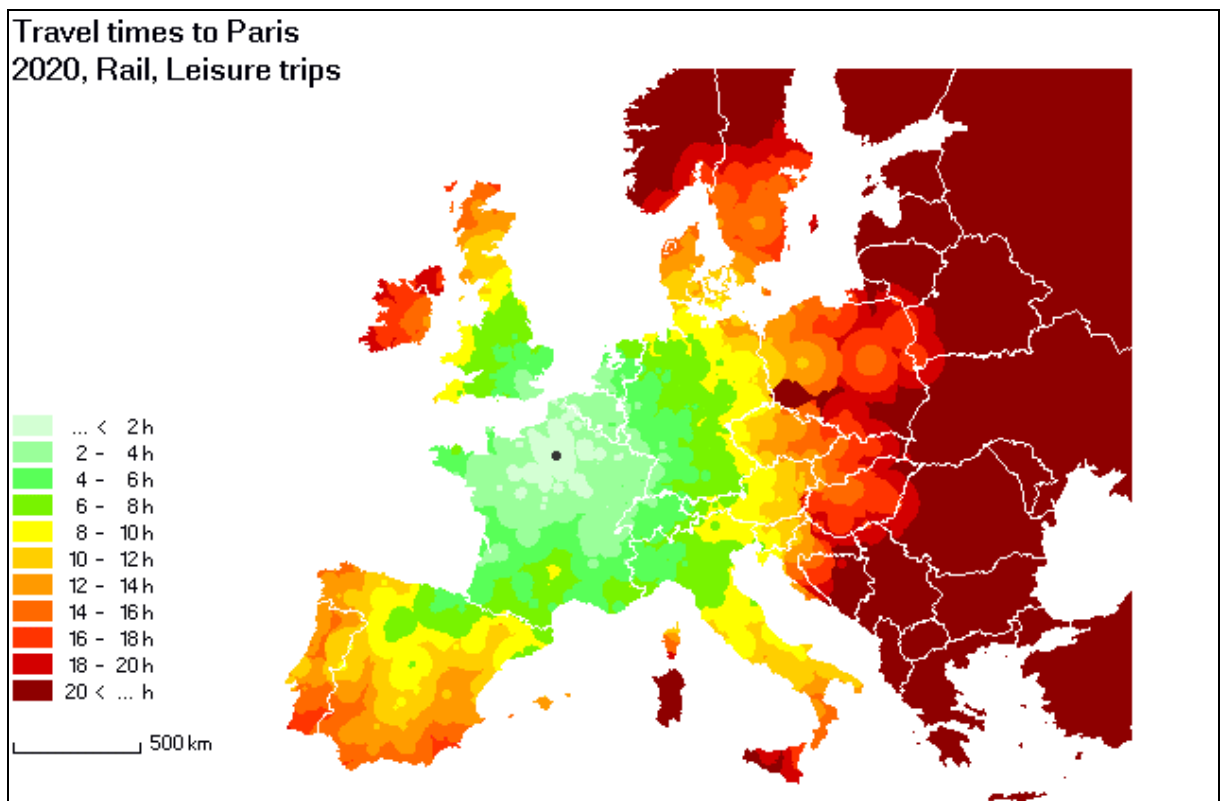 Travel times to Paris
2020, Rail, Leisure trips
... < 2 h
2 - 4 h
4 - 6 h
6 - 8 h
8 - 10 h
10 - 12 h
12 - 14 h
14 - 16 h
16 - 18 h
18 - 20 h
20 < ... h
500 km